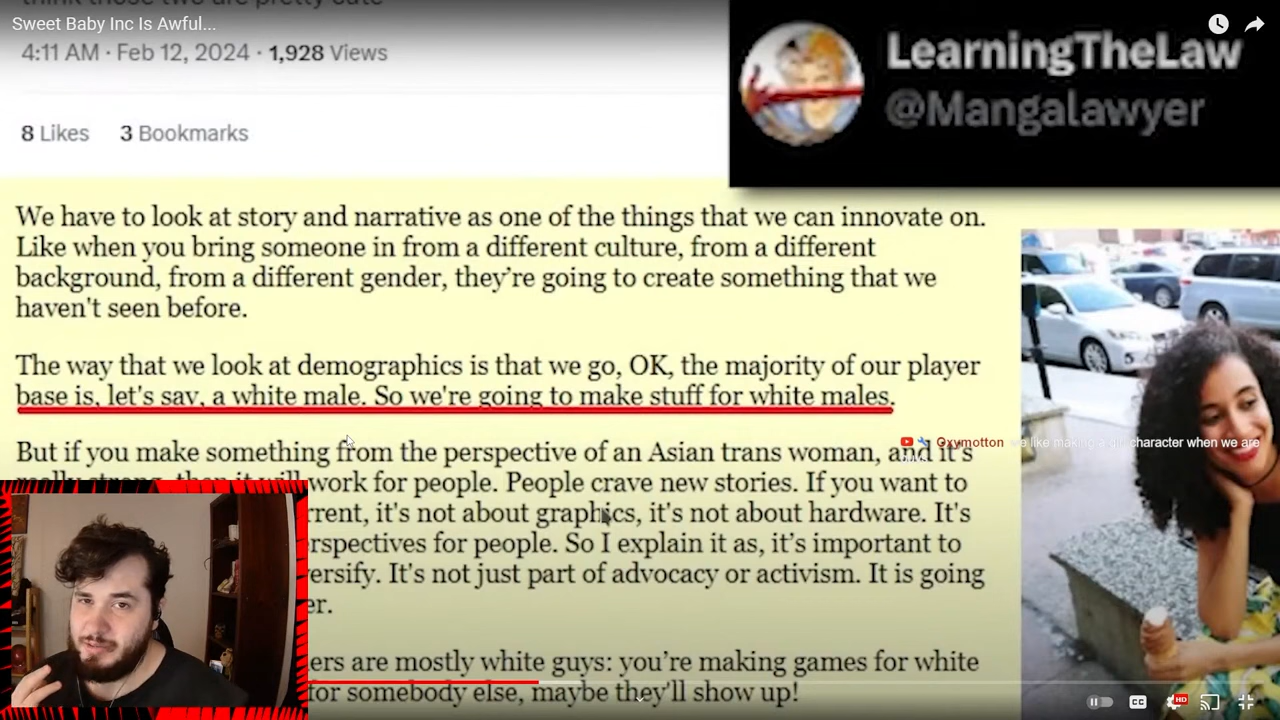 Sweet Baby Inc Is Awful...
4:11 AM · Feb 12, 2024 · 1,928 Views
LearningTheLaw
@Mangalawyer
8 Likes 3 Bookmarks
We have to look at story and narrative as one of the things that we can innovate on.
Like when you bring someone in from a different culture, from a different
background, from a different gender, they're going to create something that we
haven't seen before.
The way that we look at demographics is that we go, OK, the majority of our player
base is, let's say, a white male. So we're going to make stuff for white males.
But if you make something from the perspective of an Asian trans woman, and it's
Oxymotton like making a character when we are
work for people. People crave new stories. If you want to
it's not about graphics, it's not about hardware. It's
for people. So I explain it as, it's important to
It's not just part of advocacy or activism. It is going
are mostly white guys: you're making games for white
for somebody else, maybe they'll show up!
CC
HD